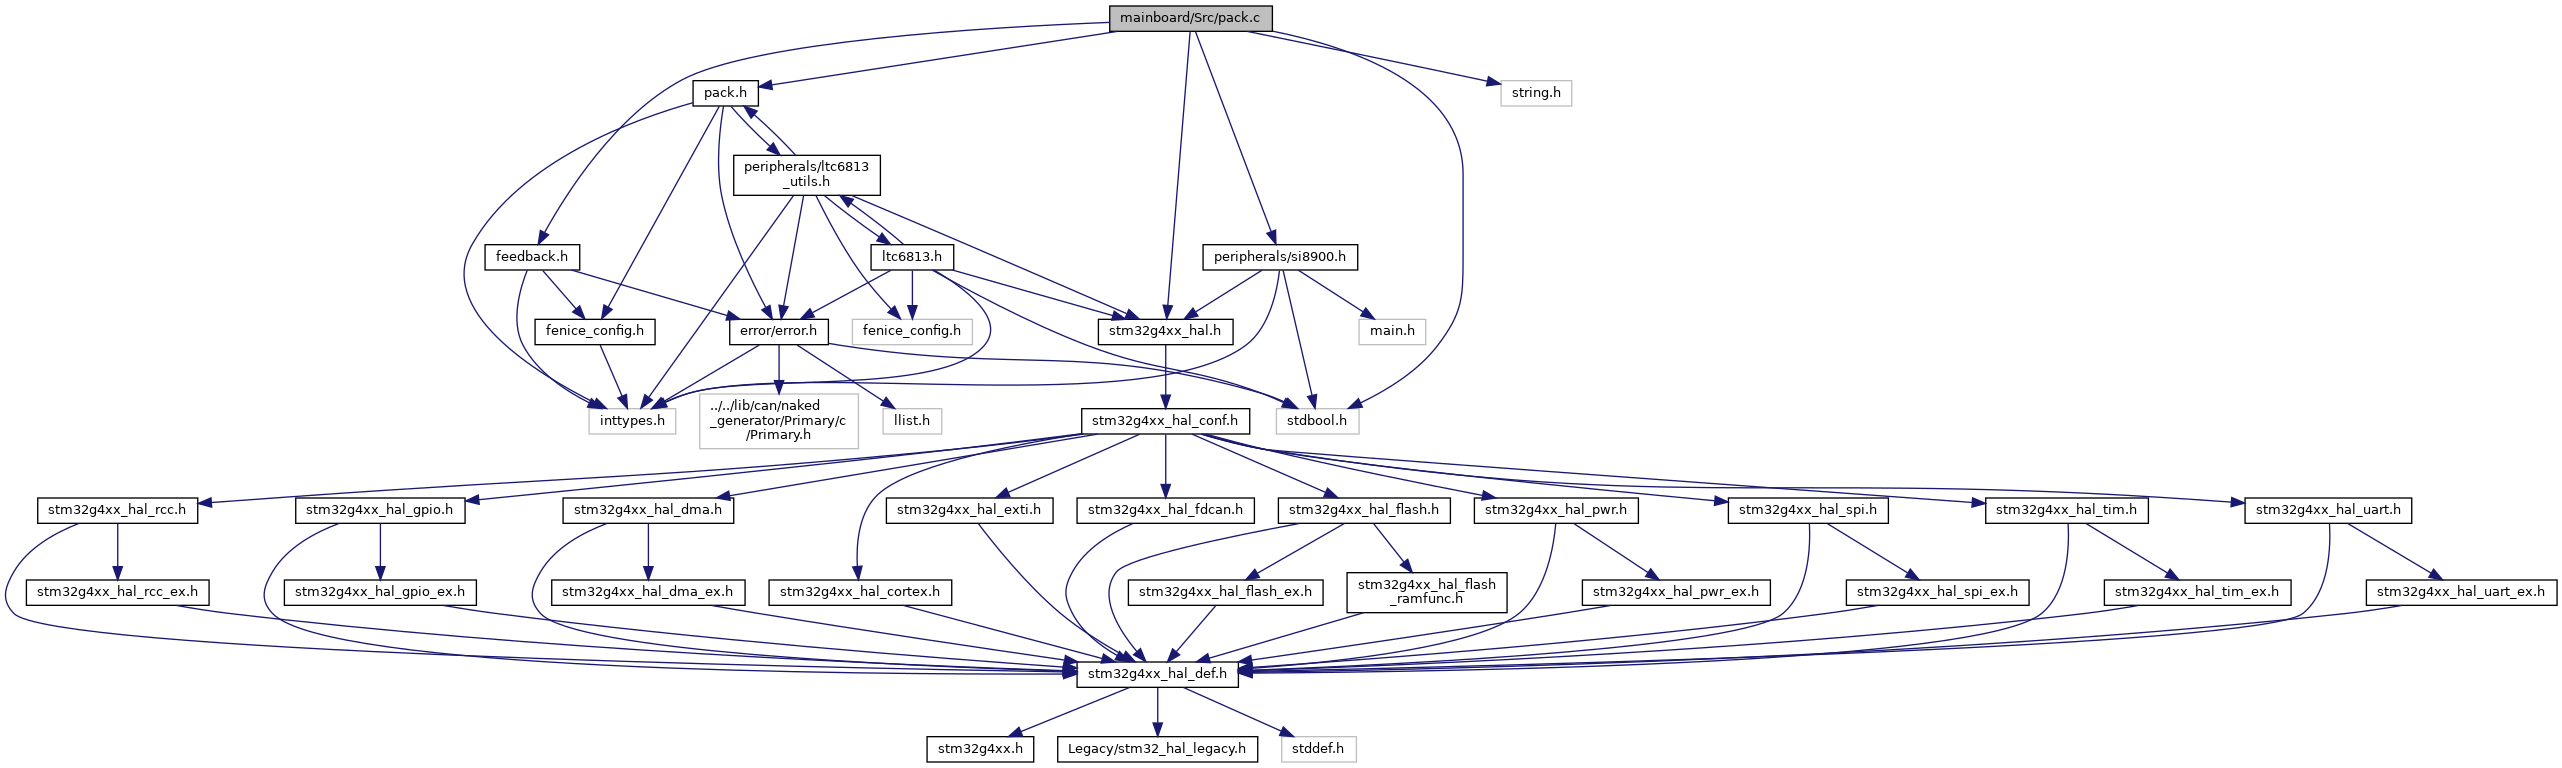 mainboard/Src/pack.c
pack.h
string.h
peripherals/ltc6813
_utils.h
feedback.h
ltc6813.h
peripherals/si8900.h
fenice_config.h
error/error.h
fenice_config.h
stm32g4xx_hal.h
main.h
inttypes.h
../../lib/can/naked
_generator/Primary/c
/Primary.h
llist.h
stm32g4xx_hal_conf.h
stdbool.h
stm32g4xx_hal_rcc.h
stm32g4xx_hal_gpio.h
stm32g4xx_hal_dma.h
stm32g4xx_hal_exti.h
stm32g4xx_hal_fdcan.h
stm32g4xx_hal_flash.h
stm32g4xx_hal_pwr.h
stm32g4xx_hal_spi.h
stm32g4xx_hal_tim.h
stm32g4xx_hal_uart.h
stm32g4xx_hal_rcc_ex.h
stm32g4xx_hal_gpio_ex.h
stm32g4xx_hal_dma_ex.h
stm32g4xx_hal_cortex.h
stm32g4xx_hal_flash_ex.h
stm32g4xx_hal_flash
_ramfunc.h
stm32g4xx_hal_pwr_ex.h
stm32g4xx_hal_spi_ex.h
stm32g4xx_hal_tim_ex.h
stm32g4xx_hal_uart_ex.h
stm32g4xx_hal_def.h
stm32g4xx.h
Legacy/stm32_hal_legacy.h
stddef.h